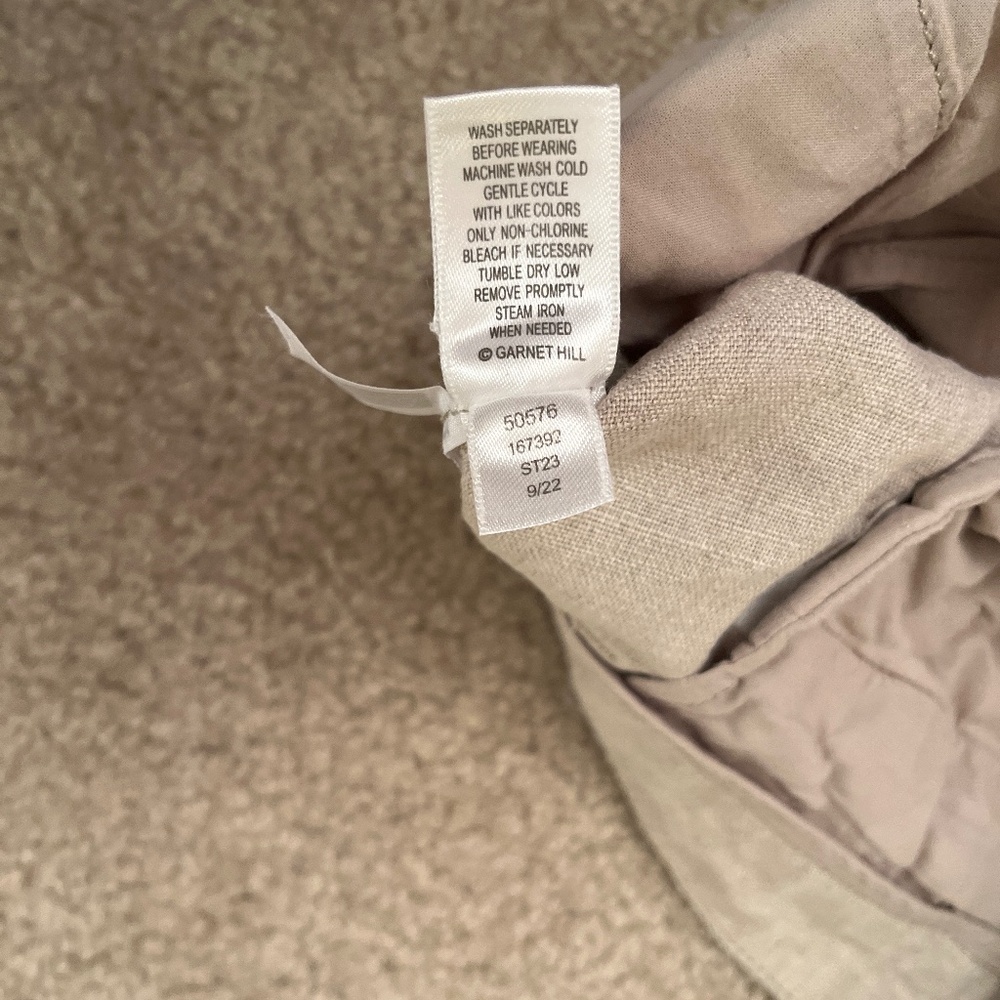 WASH SEPARATELY
BEFORE WEARING
MACHINE WASH COLD
GENTLE CYCLE
WITH LIKE COLORS
ONLY NON-CHLORINE
BLEACH IF NECESSARY
TUMBLE DRY LOW
REMOVE PROMPTLY
STEAM IRON
WHEN NEEDED
© GARNET HILL
50576
167392
ST23
9/22